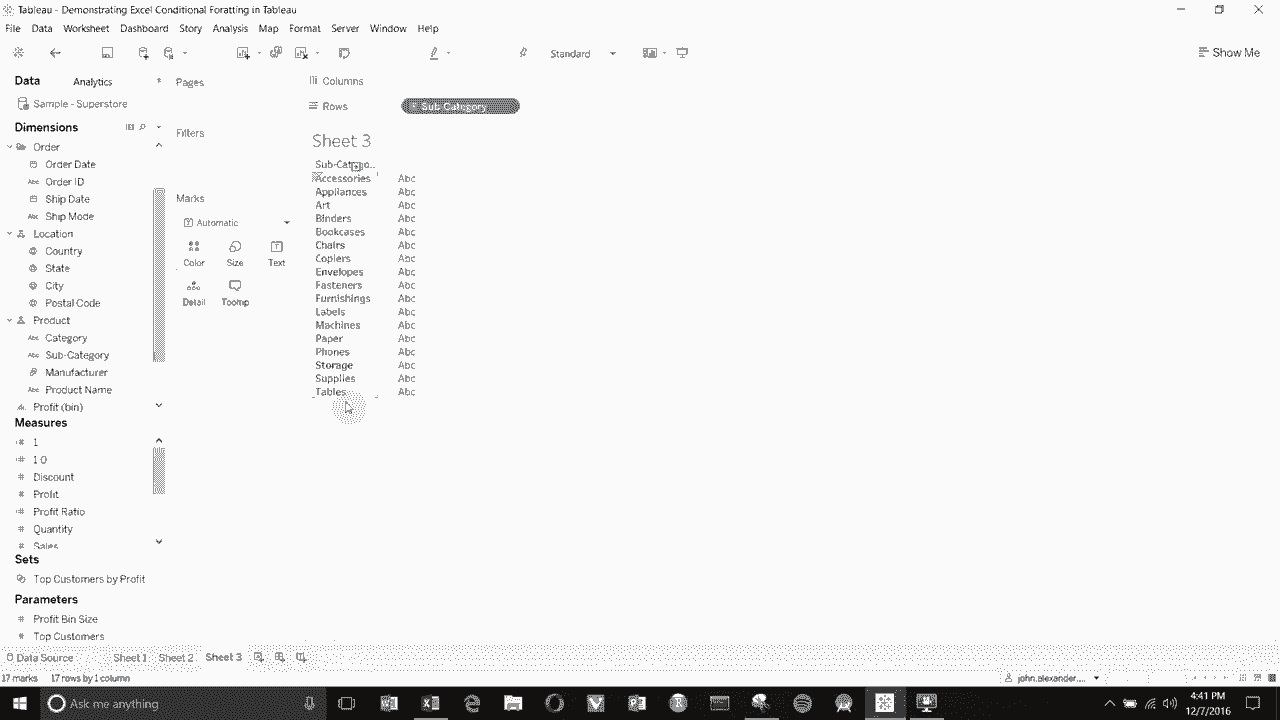 Tableau - Demonstrating Excel Conditional Foratting in Tableau
File Data Worksheet Dashboard Story Analysis Map Format Server Window Help
Standard
Show Me
Data Analytics
Sample - Superstore
Dimensions
Order
Order Date
Abc Order ID
Ship Date
Abc Ship Mode
Location
Country
State
City
Postal Code
Product
Abc Category
Abc Sub-Category
Manufacturer
Abc Product Name
Profit (bin)
Measures
# 1
# 1 0
# Discount
# Profit
# Profit Ratio
# Quantity
# Sales
Sets
Top Customers by Profit
Parameters
# Profit Bin Size
# Top Customers
Pages
Filters
Marks
Automatic
Color Size Text
Detail Tooltip
Columns
Rows Sub-Category
Sheet 3
Sub-Catego..
Accessories Abc
Appliances Abc
Art Abc
Binders Abc
Bookcases Abc
Chairs Abc
Copiers Abc
Envelopes Abc
Fasteners Abc
Furnishings Abc
Labels Abc
Machines Abc
Paper Abc
Phones Abc
Storage Abc
Supplies Abc
Tables Abc
Data Source Sheet 1 Sheet 2 Sheet 3
17 marks 17 rows by 1 column
john.alexander....
Ask me anything
4:41 PM
12/7/2016